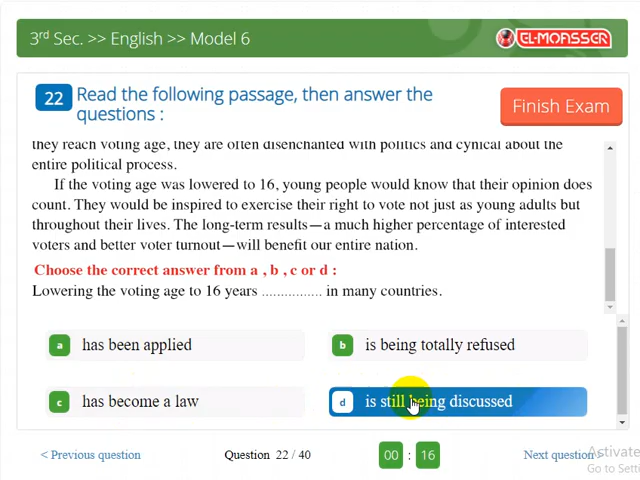 3rd Sec. >> English >> Model 6
EL-MOASSER
22 Read the following passage, then answer the
questions :
Finish Exam
they reach voting age, they are often disenchanted with politics and cynical about the
entire political process.
If the voting age was lowered to 16, young people would know that their opinion does
count. They would be inspired to exercise their right to vote not just as young adults but
throughout their lives. The long-term results—a much higher percentage of interested
voters and better voter turnout—will benefit our entire nation.
Choose the correct answer from a , b , c or d :
Lowering the voting age to 16 years ................ in many countries.
a has been applied
b is being totally refused
c has become a law
d is still being discussed
< Previous question
Question 22 / 40
00 : 16
Next question >
Activate
Go to Setti